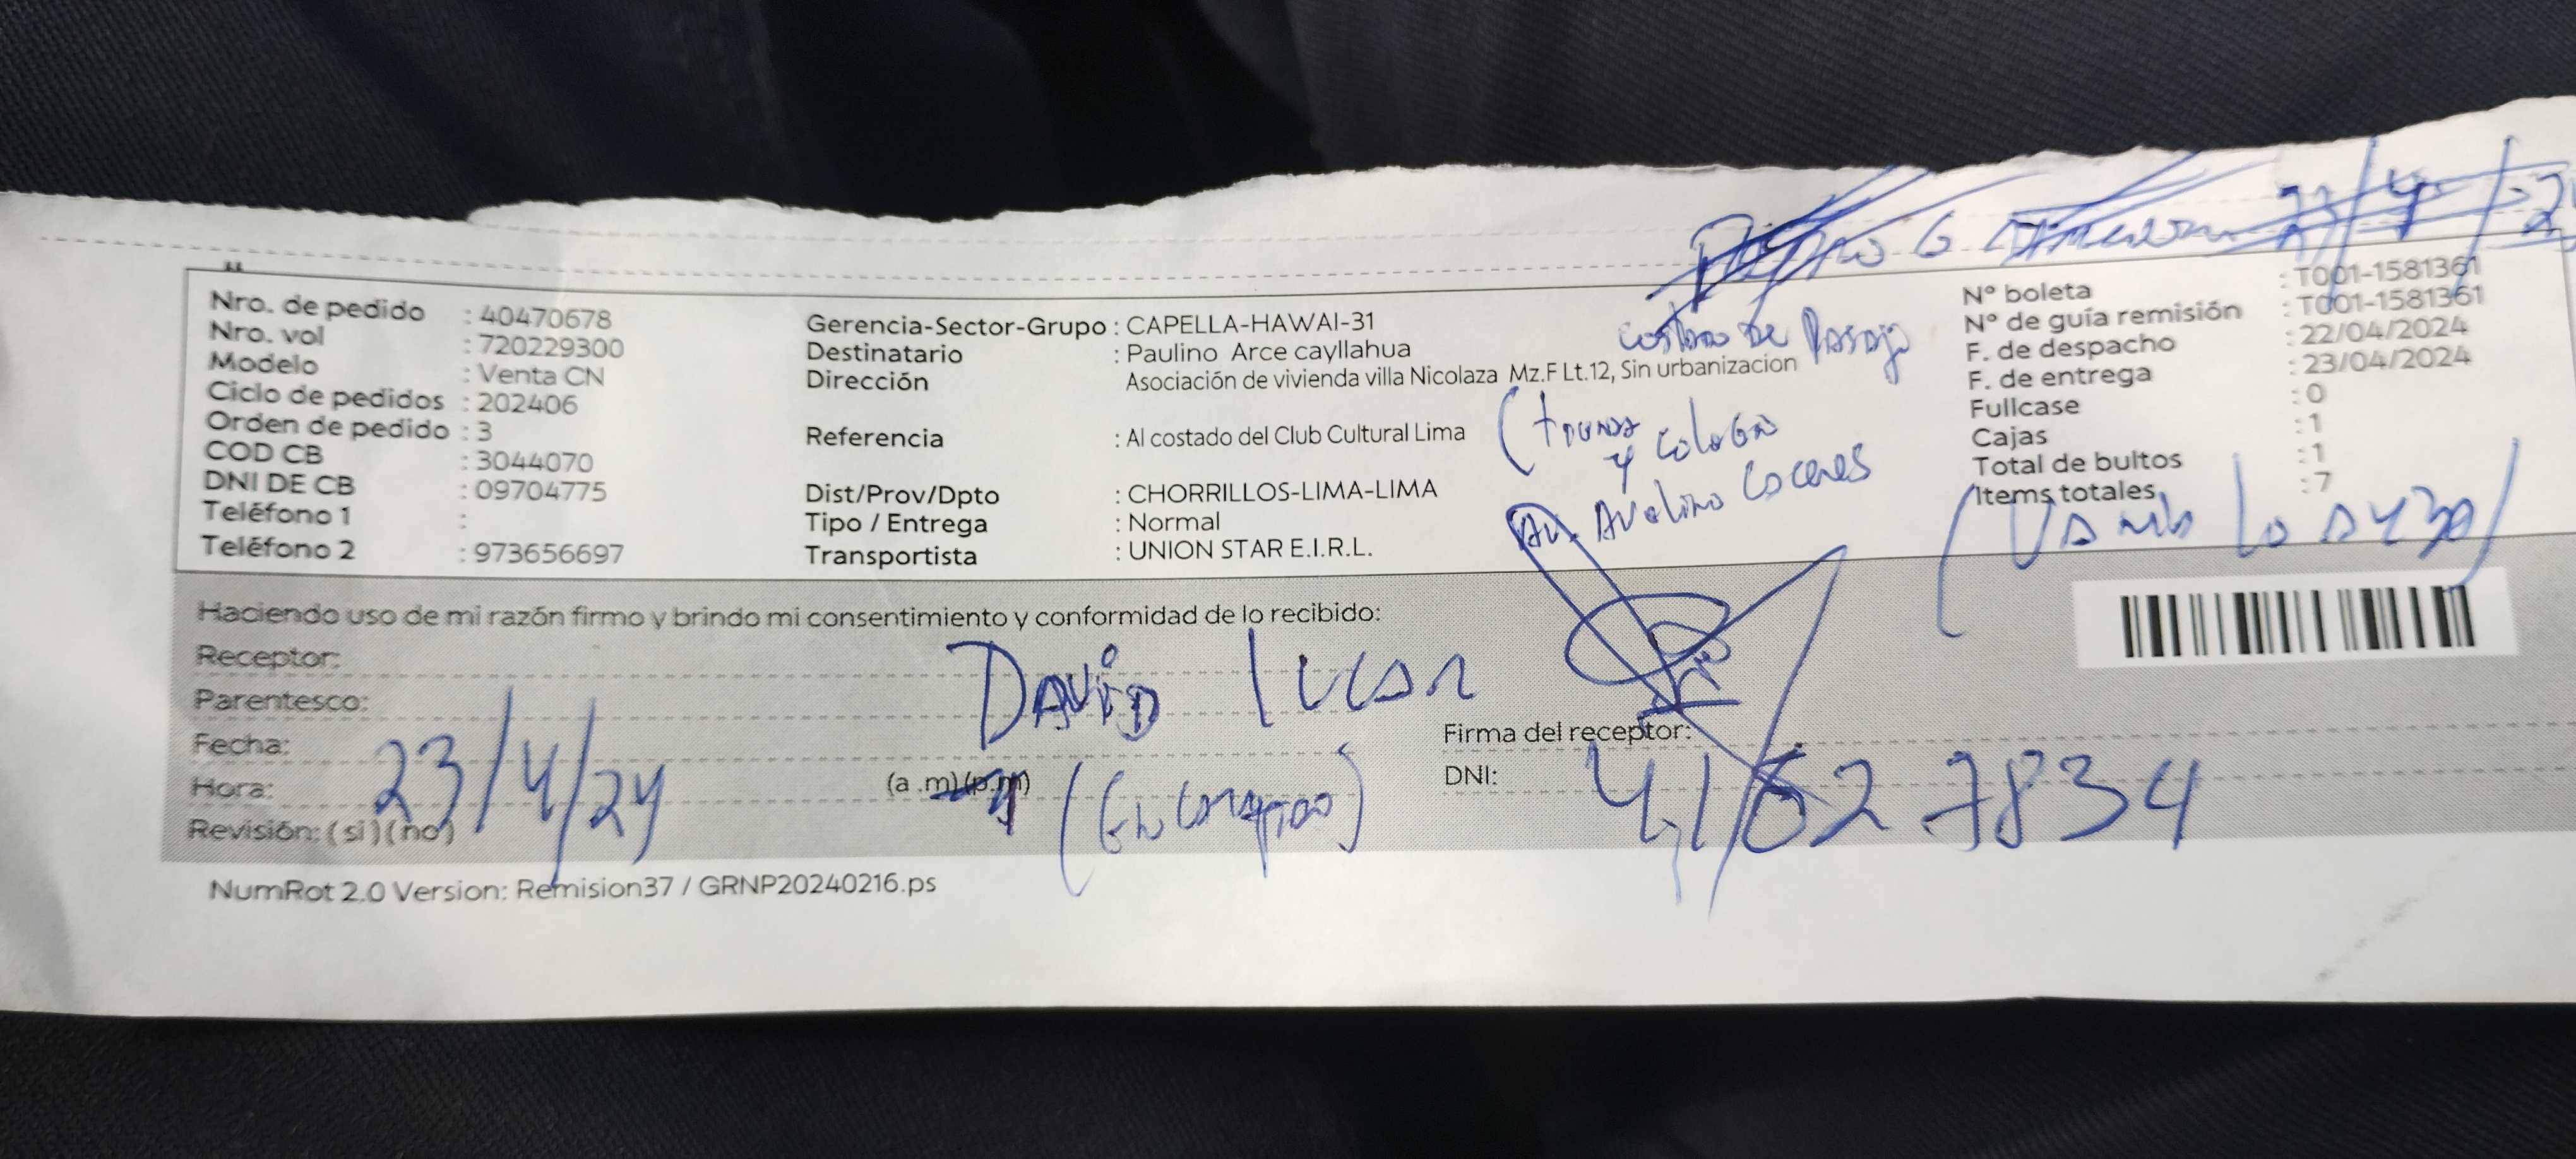 23/4/24
Nro. de pedido : 40470678
Nro. vol : 720229300
Modelo : Venta CN
Ciclo de pedidos : 202406
Orden de pedido : 3
COD CB : 3044070
DNI DE CB : 09704775
Teléfono 1 :
Teléfono 2 : 973656697
Gerencia-Sector-Grupo : CAPELLA-HAWAI-31
Destinatario : Paulino Arce cayllahua
Dirección Asociación de vivienda villa Nicolaza Mz.F Lt.12, Sin urbanizacion
Referencia : Al costado del Club Cultural Lima
Dist/Prov/Dpto : CHORRILLOS-LIMA-LIMA
Tipo / Entrega : Normal
Transportista : UNION STAR E.I.R.L.
costado de Pasaje
(tienda
y colegio
Av. Avelino Caceres
N° boleta : T001-1581361
N° de guía remisión : T001-1581361
F. de despacho : 22/04/2024
F. de entrega : 23/04/2024
Fullcase : 0
Cajas : 1
Total de bultos : 1
Items totales : 7
Haciendo uso de mi razón firmo y brindo mi consentimiento y conformidad de lo recibido:
Receptor: DAViD lucar
Parentesco:
Fecha: 23/4/24
Hora: (a .m) (p.m) (Encargado)
Revisión: (si) (no)
Firma del receptor:
DNI: 41627834
NumRot 2.0 Version: Remision37 / GRNP20240216.ps